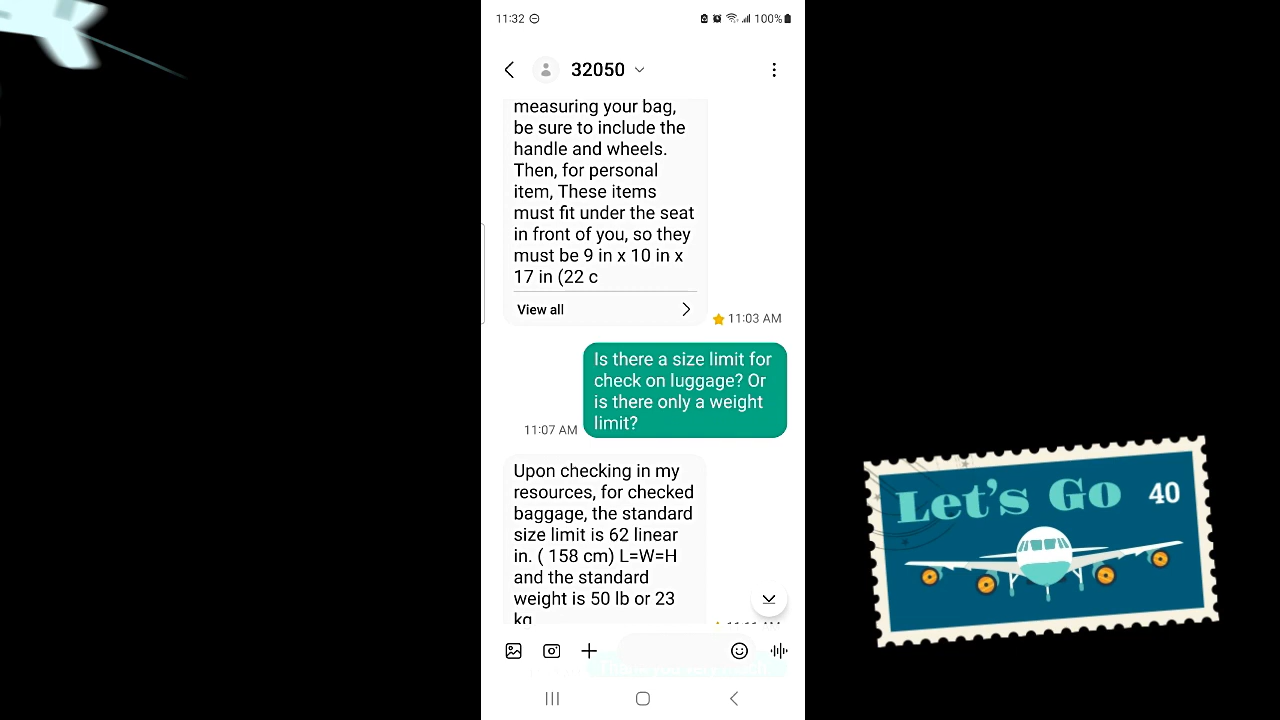 11:32
100%
32050
measuring your bag,
be sure to include the
handle and wheels.
Then, for personal
item, These items
must fit under the seat
in front of you, so they
must be 9 in x 10 in x
17 in (22 c
View all
11:03 AM
Is there a size limit for
check on luggage? Or
is there only a weight
limit?
11:07 AM
Upon checking in my
resources, for checked
baggage, the standard
size limit is 62 linear
in. ( 158 cm) L=W=H
and the standard
weight is 50 lb or 23
kg
Let's Go
40